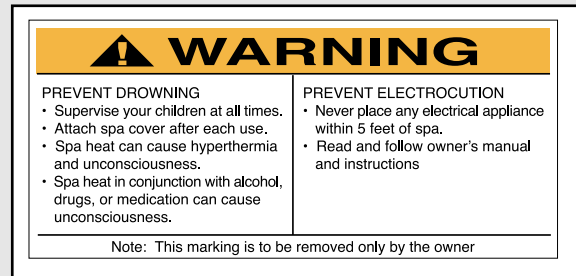 WARNING
PREVENT DROWNING
• Supervise your children at all times.
• Attach spa cover after each use.
• Spa heat can cause hyperthermia
and unconsciousness.
• Spa heat in conjunction with alcohol,
drugs, or medication can cause
unconsciousness.
PREVENT ELECTROCUTION
• Never place any electrical appliance
within 5 feet of spa.
• Read and follow owner's manual
and instructions
Note: This marking is to be removed only by the owner